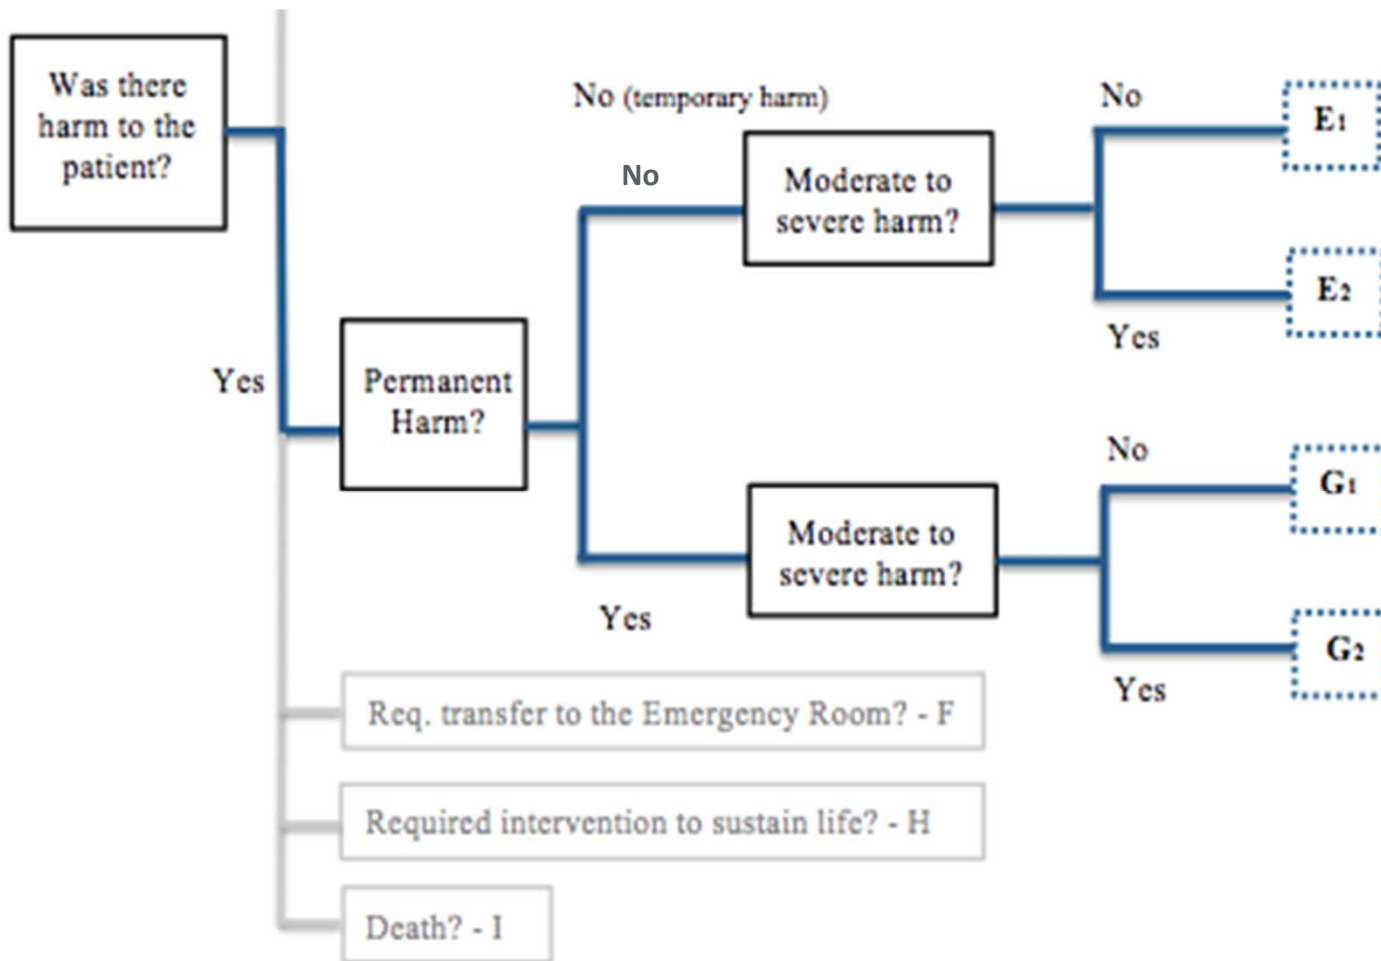 Was there
harm to the
patient?
Yes
Permanent
Harm?
No (temporary harm)
No
Moderate to
severe harm?
No
E1
E2
Yes
Yes
Moderate to
severe harm?
No
G1
G2
Yes
Req. transfer to the Emergency Room? - F
Required intervention to sustain life? - H
Death? - I